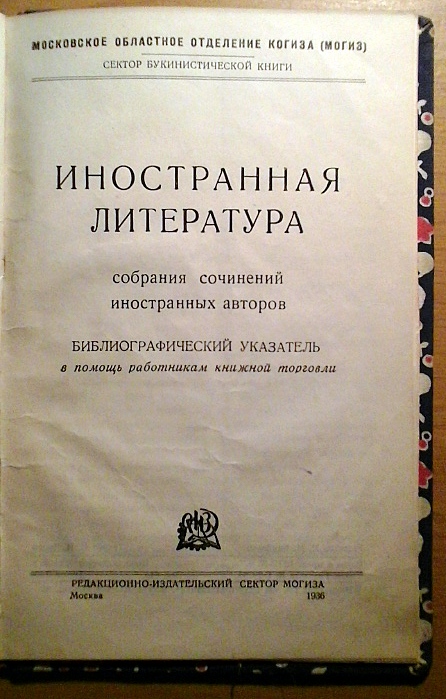 МОСКОВСКОЕ ОБЛАСТНОЕ ОТДЕЛЕНИЕ КОГИЗА (МОГИЗ)
СЕКТОР БУКИНИСТИЧЕСКОЙ КНИГИ
ИНОСТРАННАЯ
ЛИТЕРАТУРА
собрания сочинений
иностранных авторов
БИБЛИОГРАФИЧЕСКИЙ УКАЗАТЕЛЬ
в помощь работникам книжной торговли
РЕДАКЦИОННО-ИЗДАТЕЛЬСКИЙ СЕКТОР МОГИЗА
Москва 1936